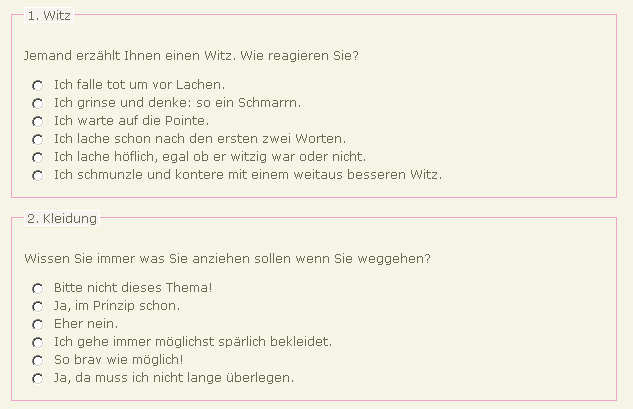 1. Witz
Jemand erzählt Ihnen einen Witz. Wie reagieren Sie?
Ich falle tot um vor Lachen.
Ich grinse und denke: so ein Schmarrn.
Ich warte auf die Pointe.
Ich lache schon nach den ersten zwei Worten.
Ich lache höflich, egal ob er witzig war oder nicht.
Ich schmunzle und kontere mit einem weitaus besseren Witz.
2. Kleidung
Wissen Sie immer was Sie anziehen sollen wenn Sie weggehen?
Bitte nicht dieses Thema!
Ja, im Prinzip schon.
Eher nein.
Ich gehe immer möglichst spärlich bekleidet.
So brav wie möglich!
Ja, da muss ich nicht lange überlegen.